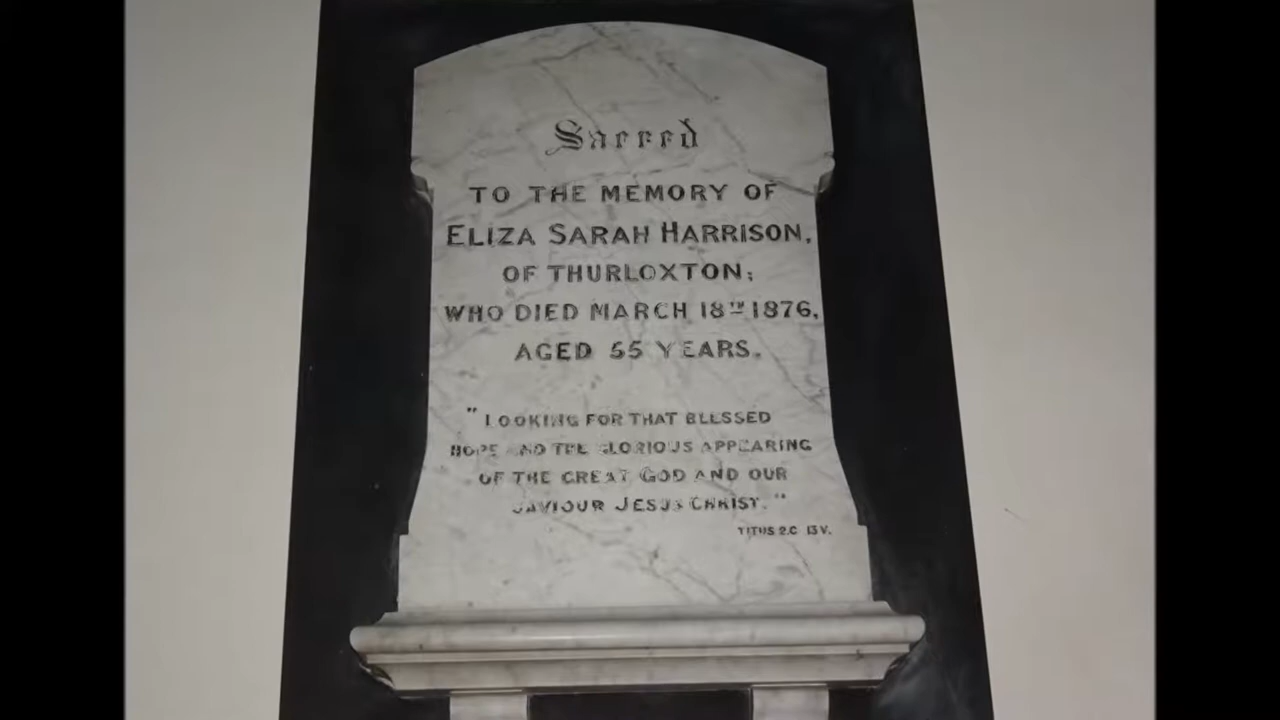 Sacred
TO THE MEMORY OF
ELIZA SARAH HARRISON,
OF THURLOXTON;
WHO DIED MARCH 18TH 1876,
AGED 55 YEARS.
"LOOKING FOR THAT BLESSED
HOPE AND THE GLORIOUS APPEARING
OF THE GREAT GOD AND OUR
SAVIOUR JESUS CHRIST."
TITUS 2.C 13 V.